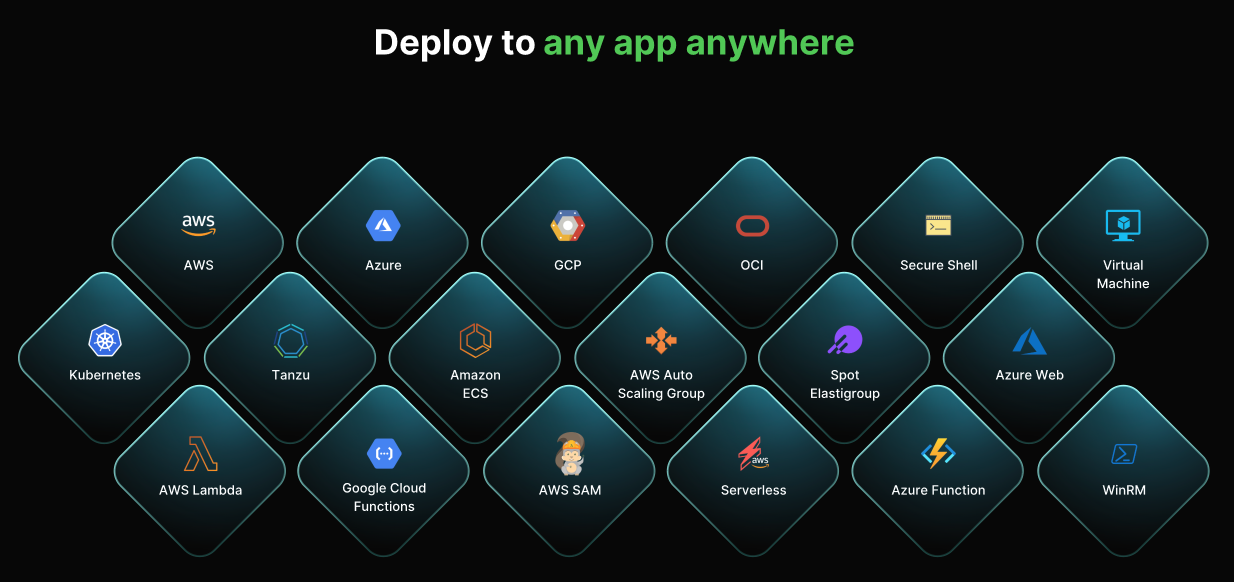 Deploy to any app anywhere
aws
AWS
Azure
GCP
OCI
Secure Shell
Virtual
Machine
Kubernetes
Tanzu
Amazon
ECS
AWS Auto
Scaling Group
Spot
Elastigroup
Azure Web
AWS Lambda
Google Cloud
Functions
AWS SAM
aws
Serverless
Azure Function
WinRM